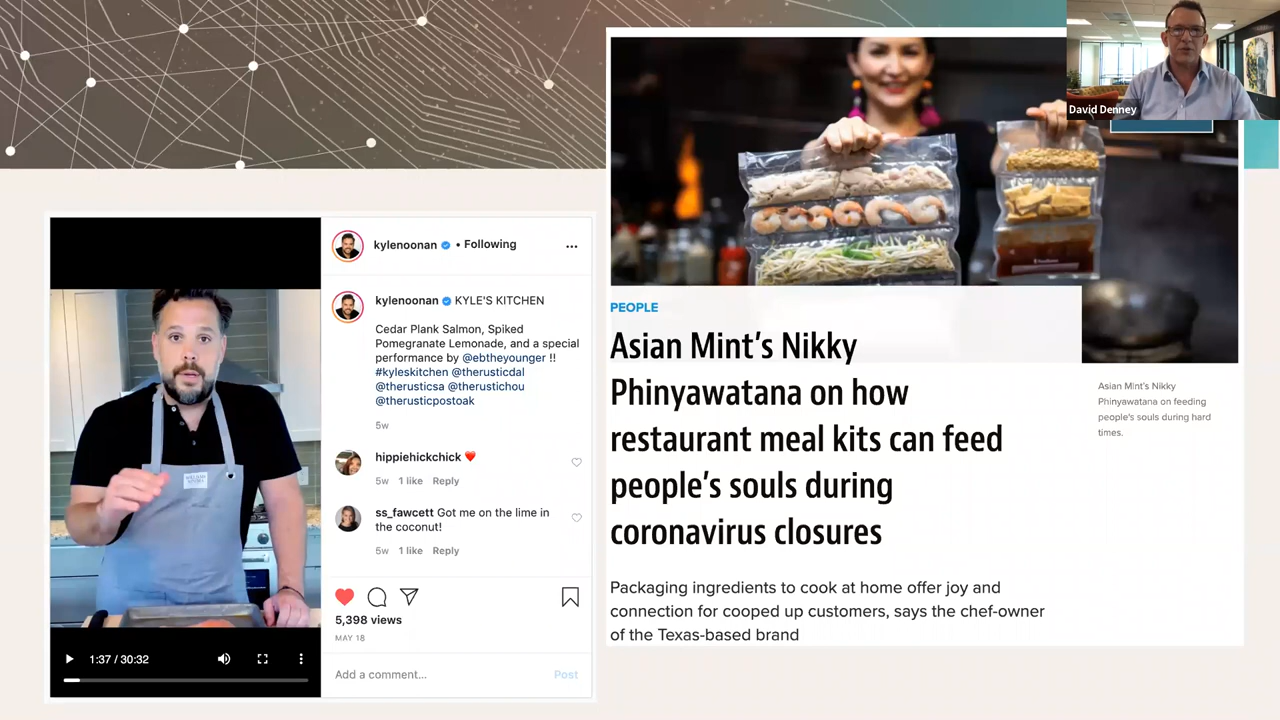 David Denney
kylenoonan • Following
kylenoonan KYLE'S KITCHEN
Cedar Plank Salmon, Spiked
Pomegranate Lemonade, and a special
performance by @ebtheyounger !!
#kyleskitchen @therusticdal
@therusticsa @therustichou
@therusticpostoak
5w
hippiehickchick ❤️
5w 1 like Reply
ss_fawcett Got me on the lime in
the coconut!
5w 1 like Reply
5,398 views
MAY 18
1:37 / 30:32
Add a comment... Post
PEOPLE
Asian Mint's Nikky
Phinyawatana on how
restaurant meal kits can feed
people's souls during
coronavirus closures
Packaging ingredients to cook at home offer joy and
connection for cooped up customers, says the chef-owner
of the Texas-based brand
Asian Mint's Nikky
Phinyawatana on feeding
people's souls during hard
times.